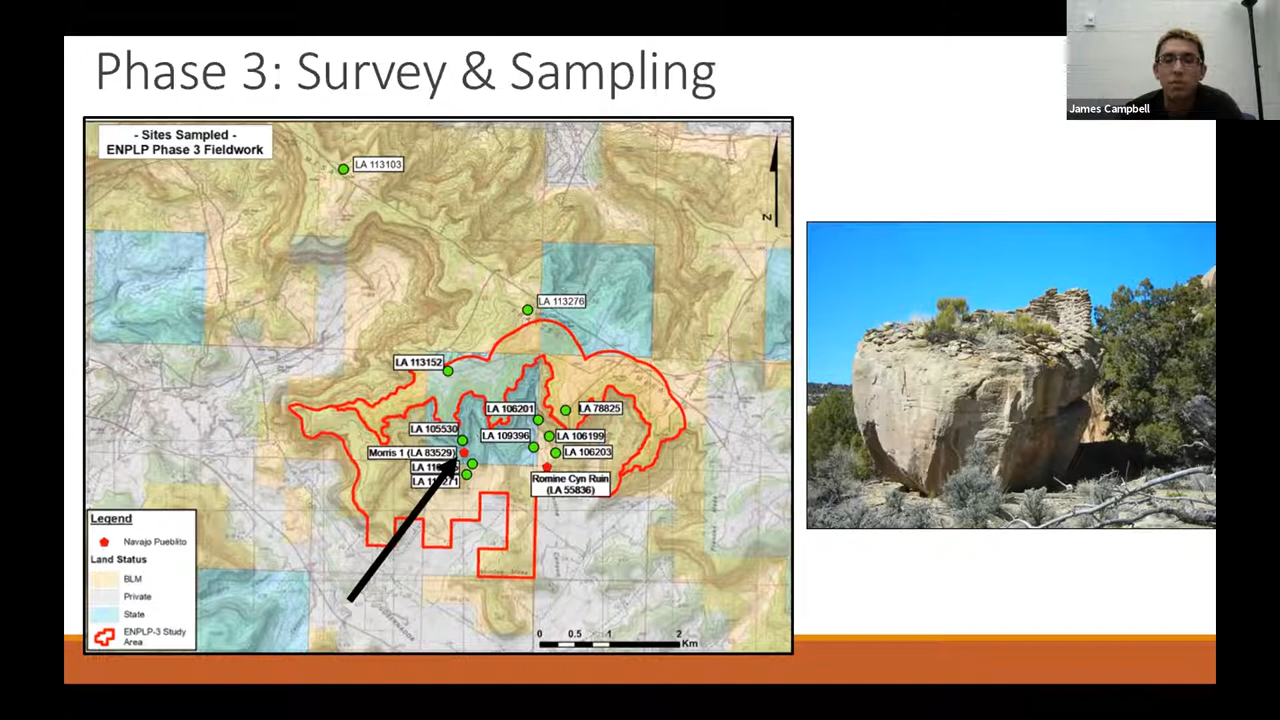 Phase 3: Survey & Sampling
James Campbell
- Sites Sampled -
ENPLP Phase 3 Fieldwork
LA 113103
N
LA 113276
LA 113152
LA 106201
LA 78825
LA 105530
LA 109396
LA 106199
Morris 1 (LA 83529)
LA 106203
Romine Cyn Ruin
(LA 55836)
Legend
Navajo Pueblito
Land Status
BLM
Private
State
ENPLP-3 Study
Area
0 0.5 1 2
Km